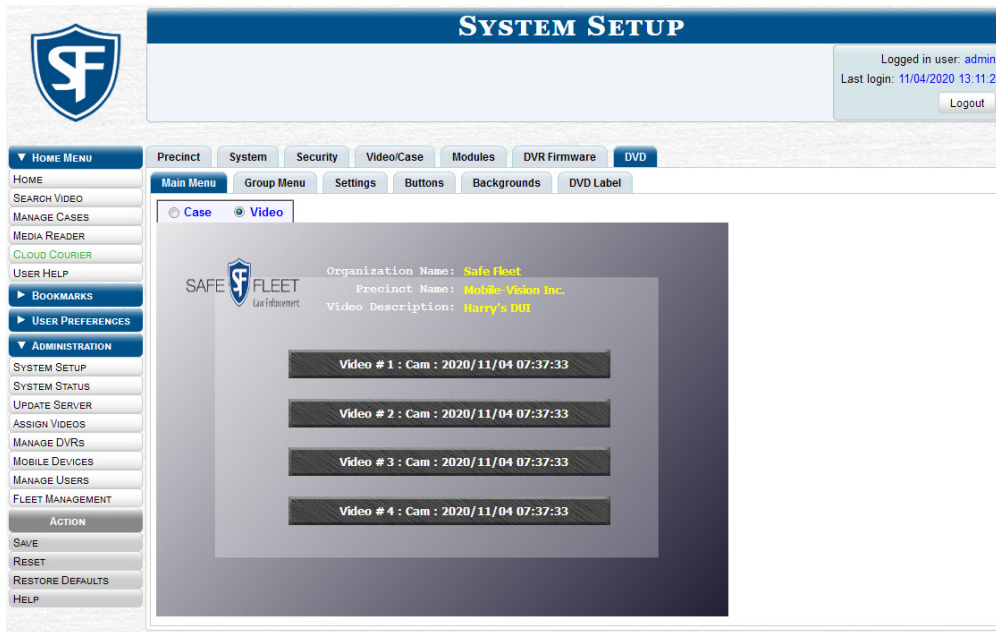 SYSTEM SETUP
SF
Logged in user: admin
Last login: 11/04/2020 13:11:2
Logout
▼ HOME MENU
HOME
SEARCH VIDEO
MANAGE CASES
MEDIA READER
CLOUD COURIER
USER HELP
► BOOKMARKS
► USER PREFERENCES
▼ ADMINISTRATION
SYSTEM SETUP
SYSTEM STATUS
UPDATE SERVER
ASSIGN VIDEOS
MANAGE DVRS
MOBILE DEVICES
MANAGE USERS
FLEET MANAGEMENT
ACTION
SAVE
RESET
RESTORE DEFAULTS
HELP
Precinct System Security Video/Case Modules DVR Firmware DVD
Main Menu Group Menu Settings Buttons Backgrounds DVD Label
Case Video
SAFE SF FLEET
Law Enforcement
Organization Name: Safe Fleet
Precinct Name: Mobile-Vision Inc.
Video Description: Harry's DUI
Video # 1 : Cam : 2020/11/04 07:37:33
Video # 2 : Cam : 2020/11/04 07:37:33
Video # 3 : Cam : 2020/11/04 07:37:33
Video # 4 : Cam : 2020/11/04 07:37:33